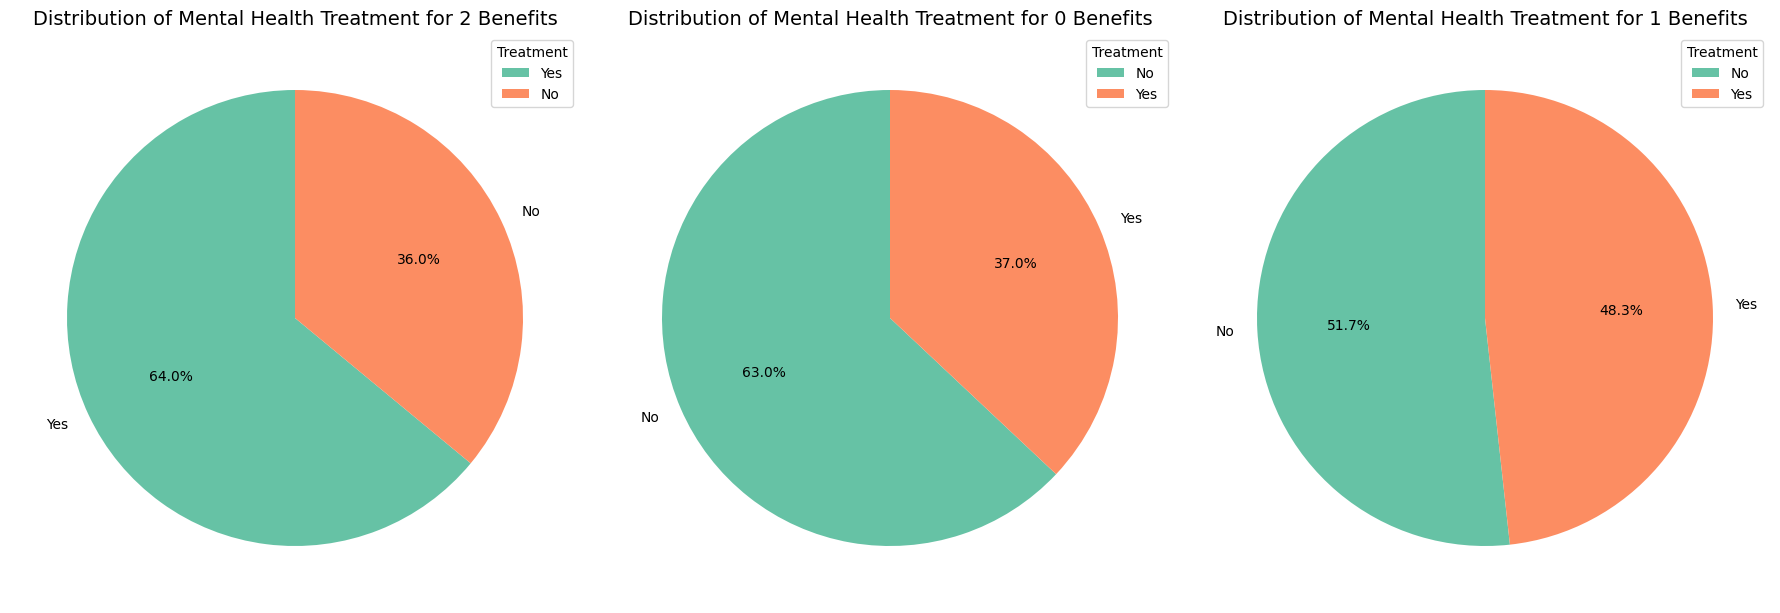 Distribution of Mental Health Treatment for 2 Benefits
Treatment
Yes
No
No
36.0%
64.0%
Yes
Distribution of Mental Health Treatment for 0 Benefits
Treatment
No
Yes
Yes
37.0%
63.0%
No
Distribution of Mental Health Treatment for 1 Benefits
Treatment
No
Yes
Yes
48.3%
51.7%
No